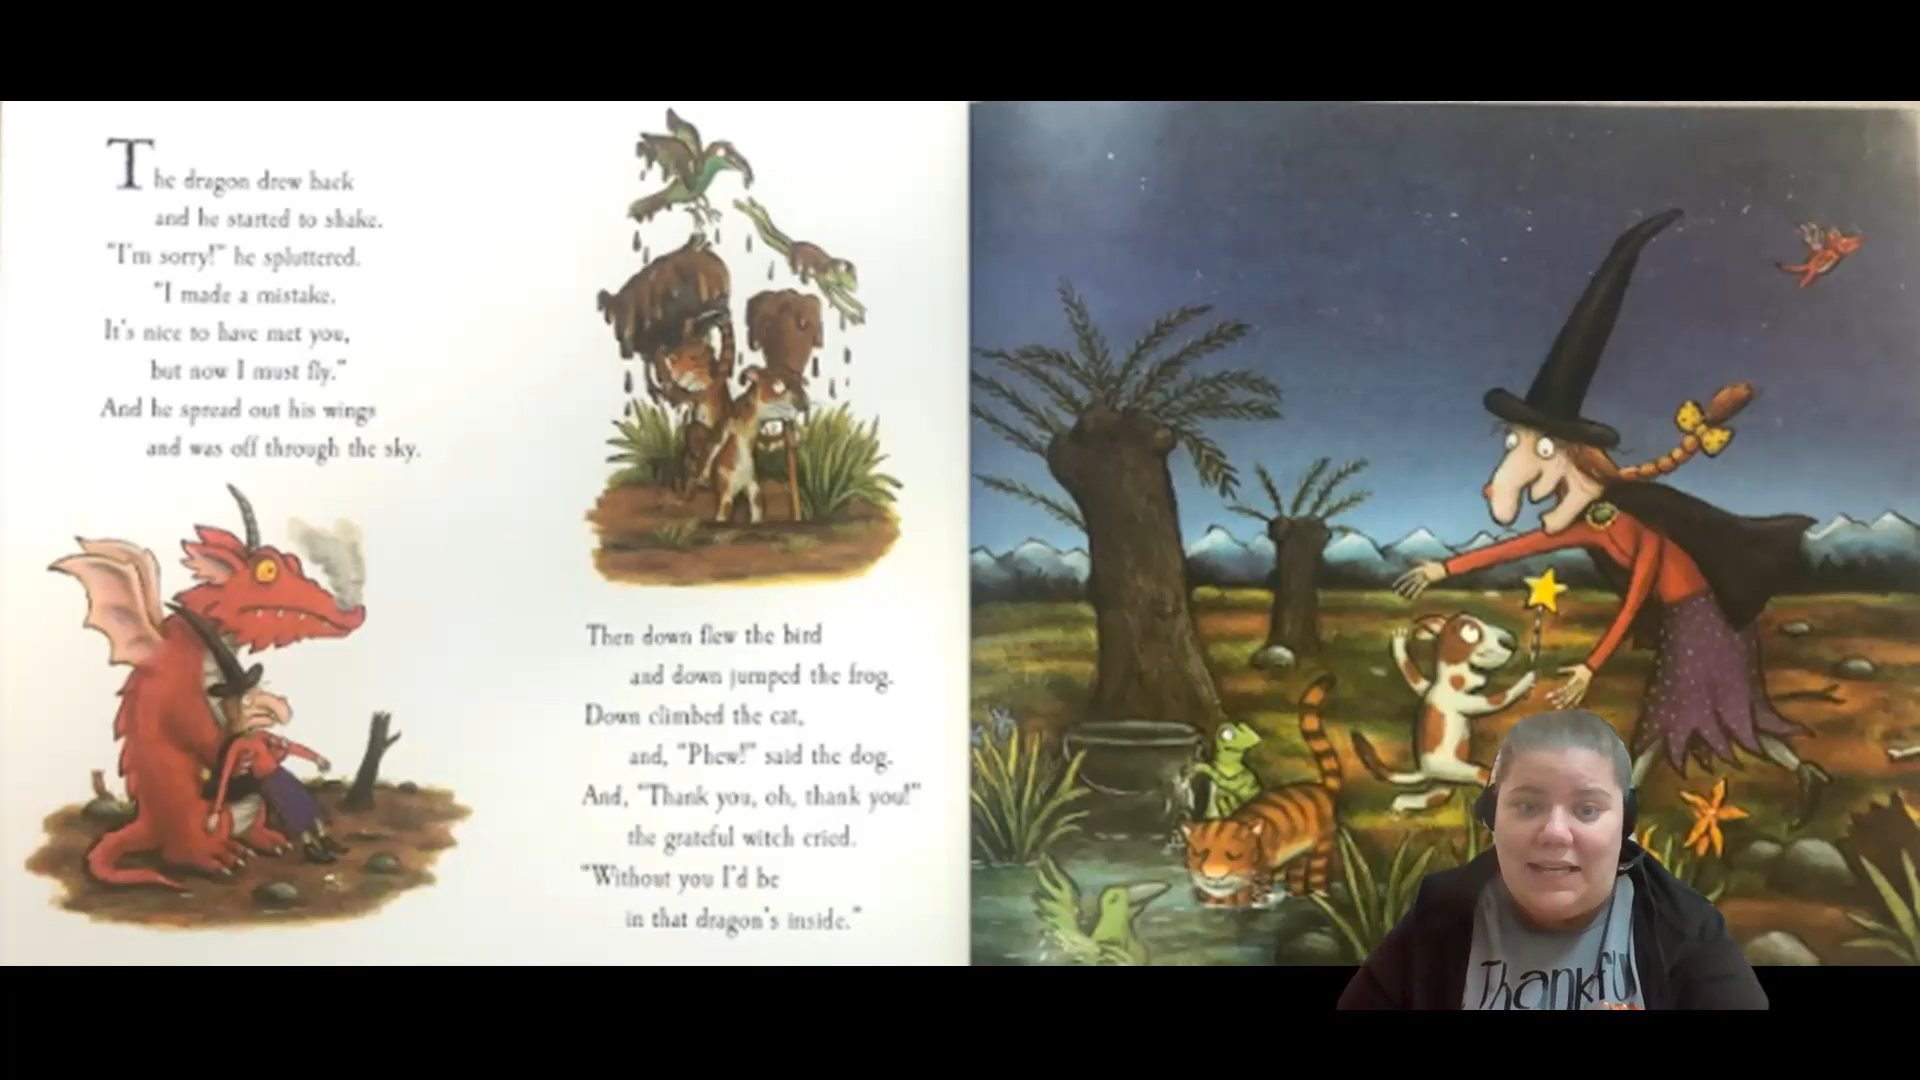 The dragon drew back
and he started to shake.
"I'm sorry!" he spluttered.
"I made a mistake.
It's nice to have met you,
but now I must fly."
And he spread out his wings
and was off through the sky.
Then down flew the bird
and down jumped the frog.
Down climbed the cat,
and, "Phew!" said the dog.
And, "Thank you, oh, thank you!"
the grateful witch cried.
"Without you I'd be
in that dragon's inside."
Thankful